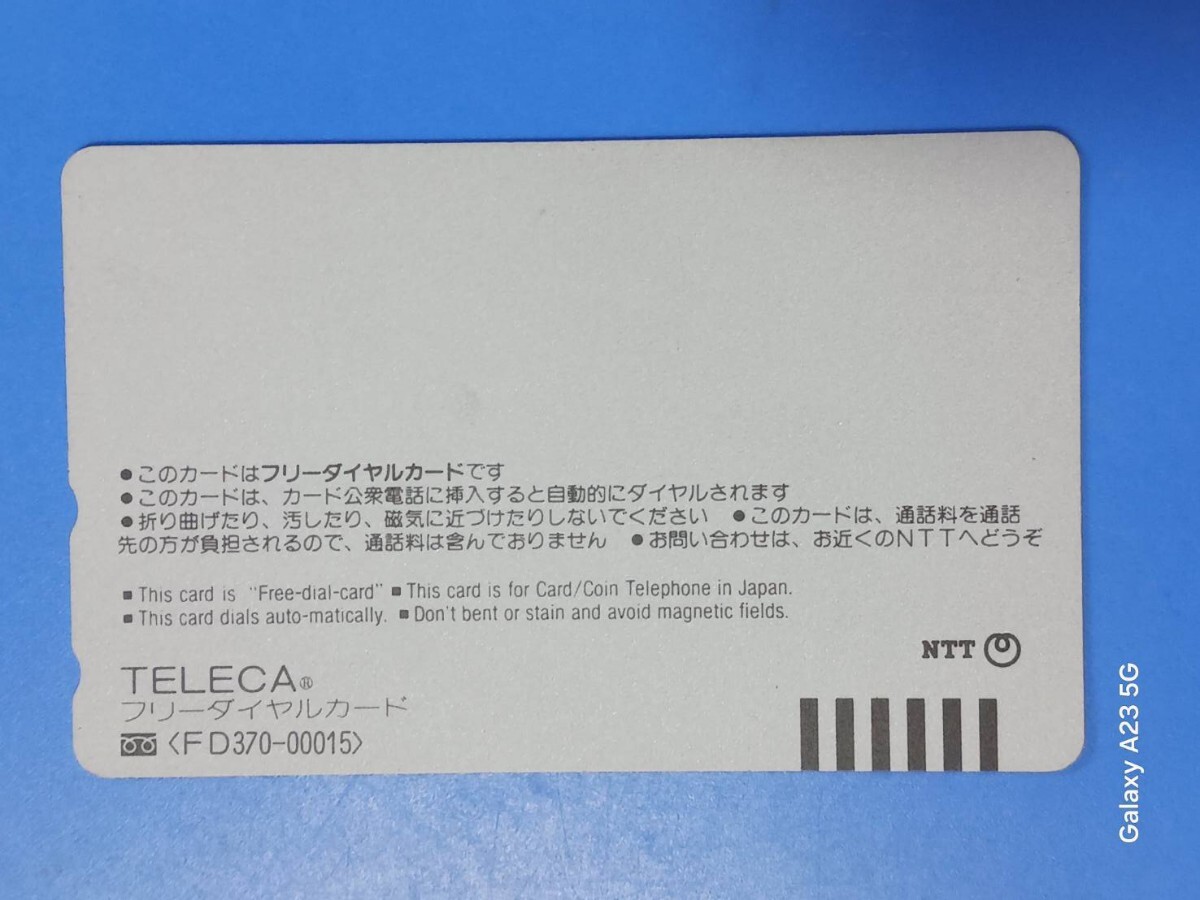 ●このカードはフリーダイヤルカードです
●このカードは、カード公衆電話に挿入すると自動的にダイヤルされます
●折り曲げたり、汚したり、磁気に近づけたりしないでください ●このカードは、通話料を通話
先の方が負担されるので、通話料は含んでおりません ●お問い合わせは、お近くのNTTへどうぞ
■This card is "Free-dial-card" ■This card is for Card/Coin Telephone in Japan.
■This card dials auto-matically. ■Don't bent or stain and avoid magnetic fields.
NTT
TELECA®
フリーダイヤルカード
〈FD370-00015〉
Galaxy A23 5G